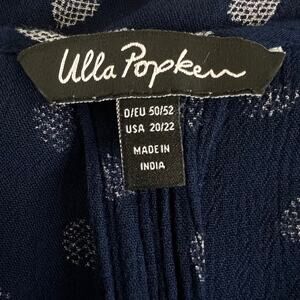 Ulla Popken
D/EU 50/52
USA 20/22
MADE IN
INDIA